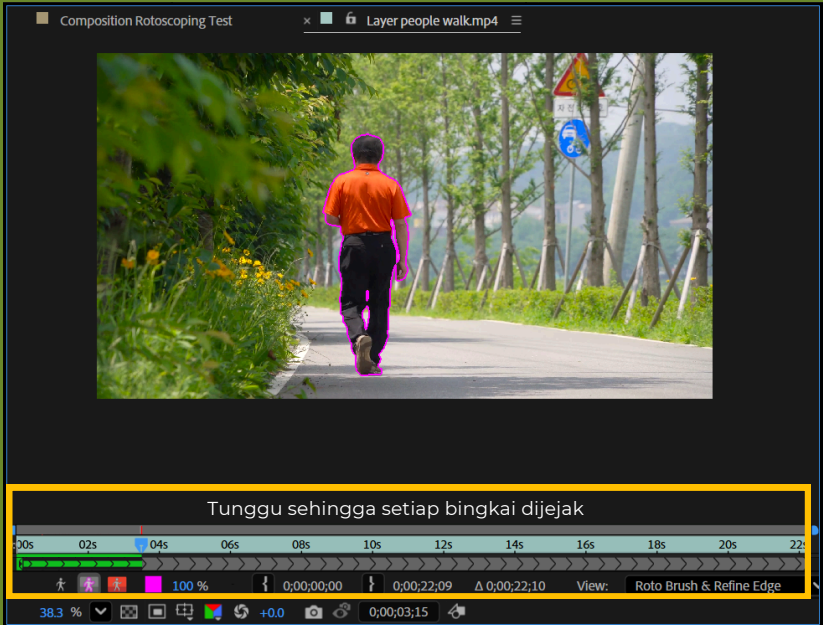 Composition Rotoscoping Test
× Layer people walk.mp4
자전
Tunggu sehingga setiap bingkai dijejak
00s 02s 04s 06s 08s 10s 12s 14s 16s 18s 20s 22s
100 % { 0;00;00;00 } 0;00;22;09 Δ 0;00;22;10 View: Roto Brush & Refine Edge
38.3 % +0.0 0;00;03;15